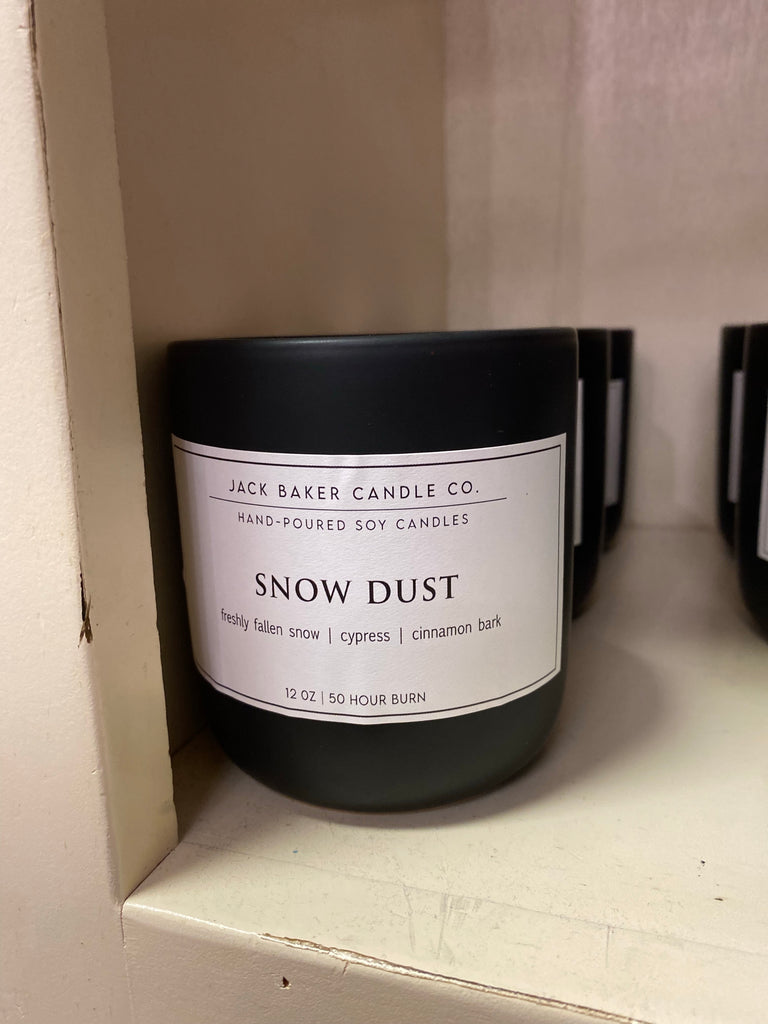 JACK BAKER CANDLE CO.
HAND-POURED SOY CANDLES
SNOW DUST
freshly fallen snow | cypress | cinnamon bark
12 OZ | 50 HOUR BURN